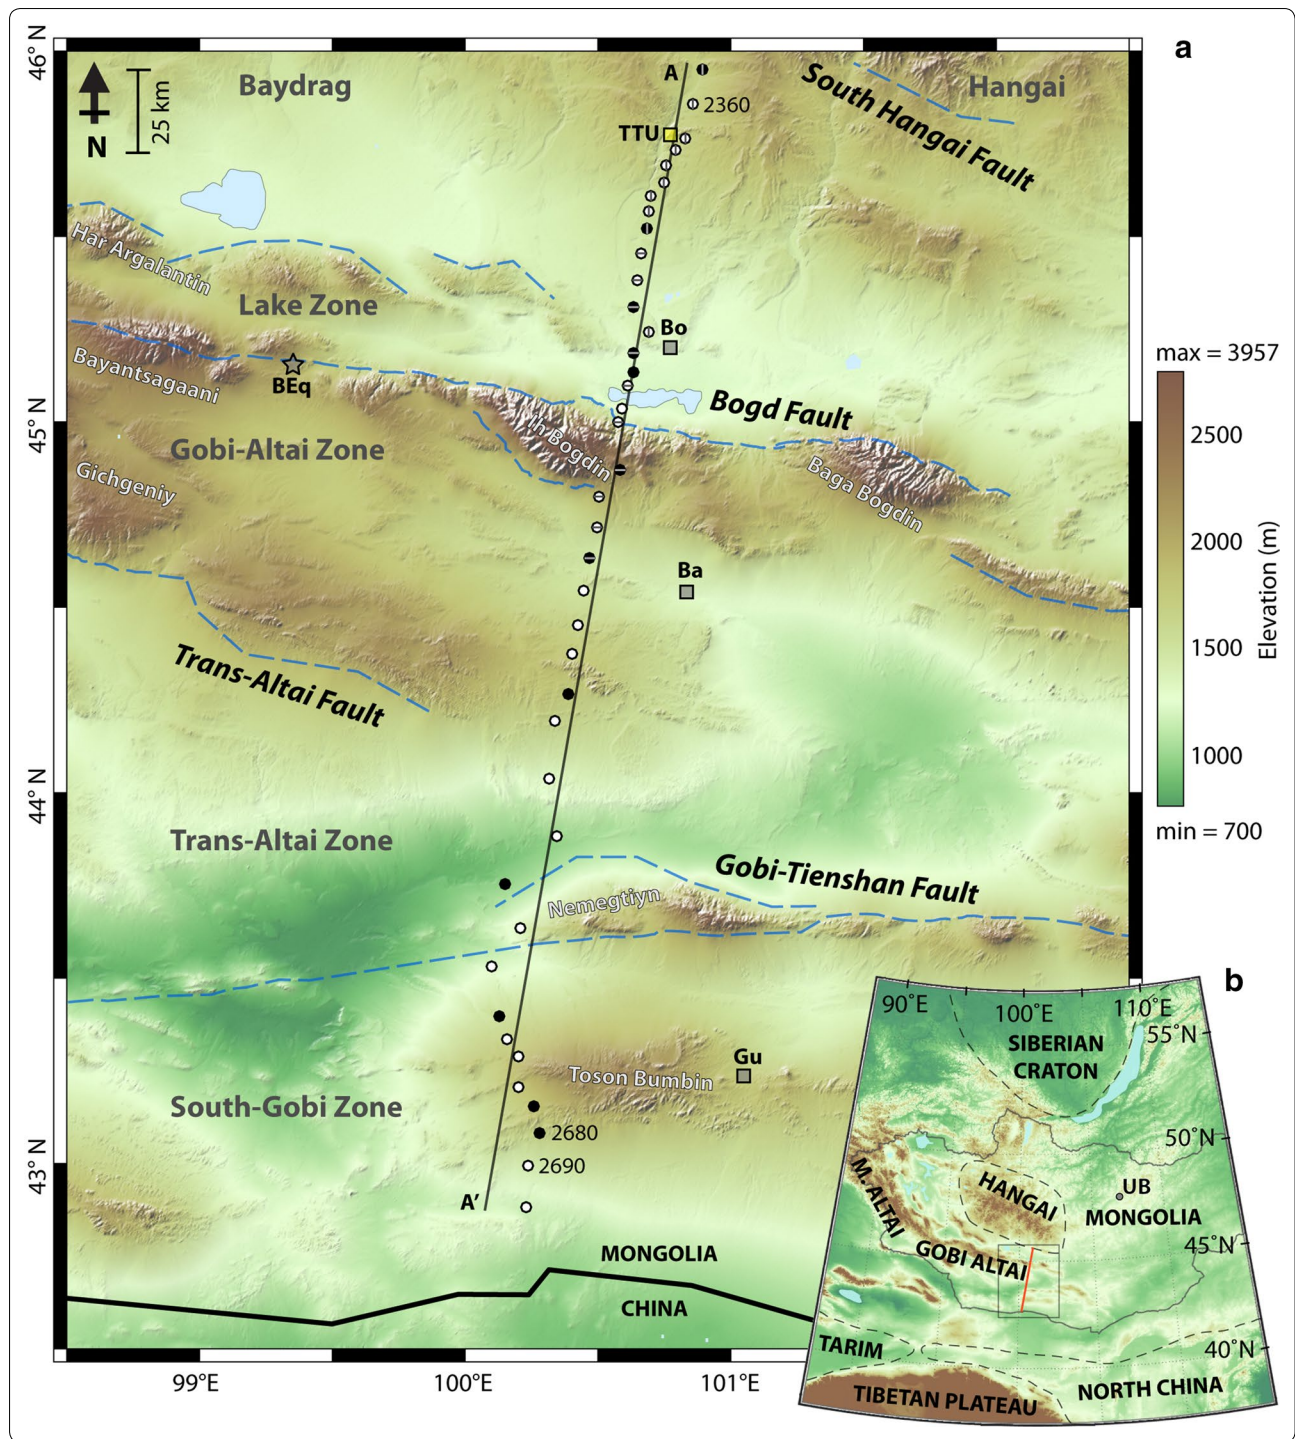 a
46° N
45° N
44° N
43° N
N
25 km
Baydrag
A
2360
TTU
South Hangai Fault
Hangai
Har Argalantin
Lake Zone
Bo
Bayantsagaani
BEq
Bogd Fault
Gobi-Altai Zone
Ih Bogdin
Baga Bogdin
Gichgeniy
Ba
Trans-Altai Fault
Trans-Altai Zone
Gobi-Tienshan Fault
Nemegtiyn
Gu
Toson Bumbin
South-Gobi Zone
2680
2690
A’
MONGOLIA
CHINA
99°E
100°E
101°E
max = 3957
2500
2000
1500
1000
min = 700
Elevation (m)
b
90°E
100°E
110°E
55°N
SIBERIAN
CRATON
50°N
M. ALTAI
HANGAI
UB
MONGOLIA
45°N
GOBI ALTAI
TARIM
40°N
TIBETAN PLATEAU
NORTH CHINA